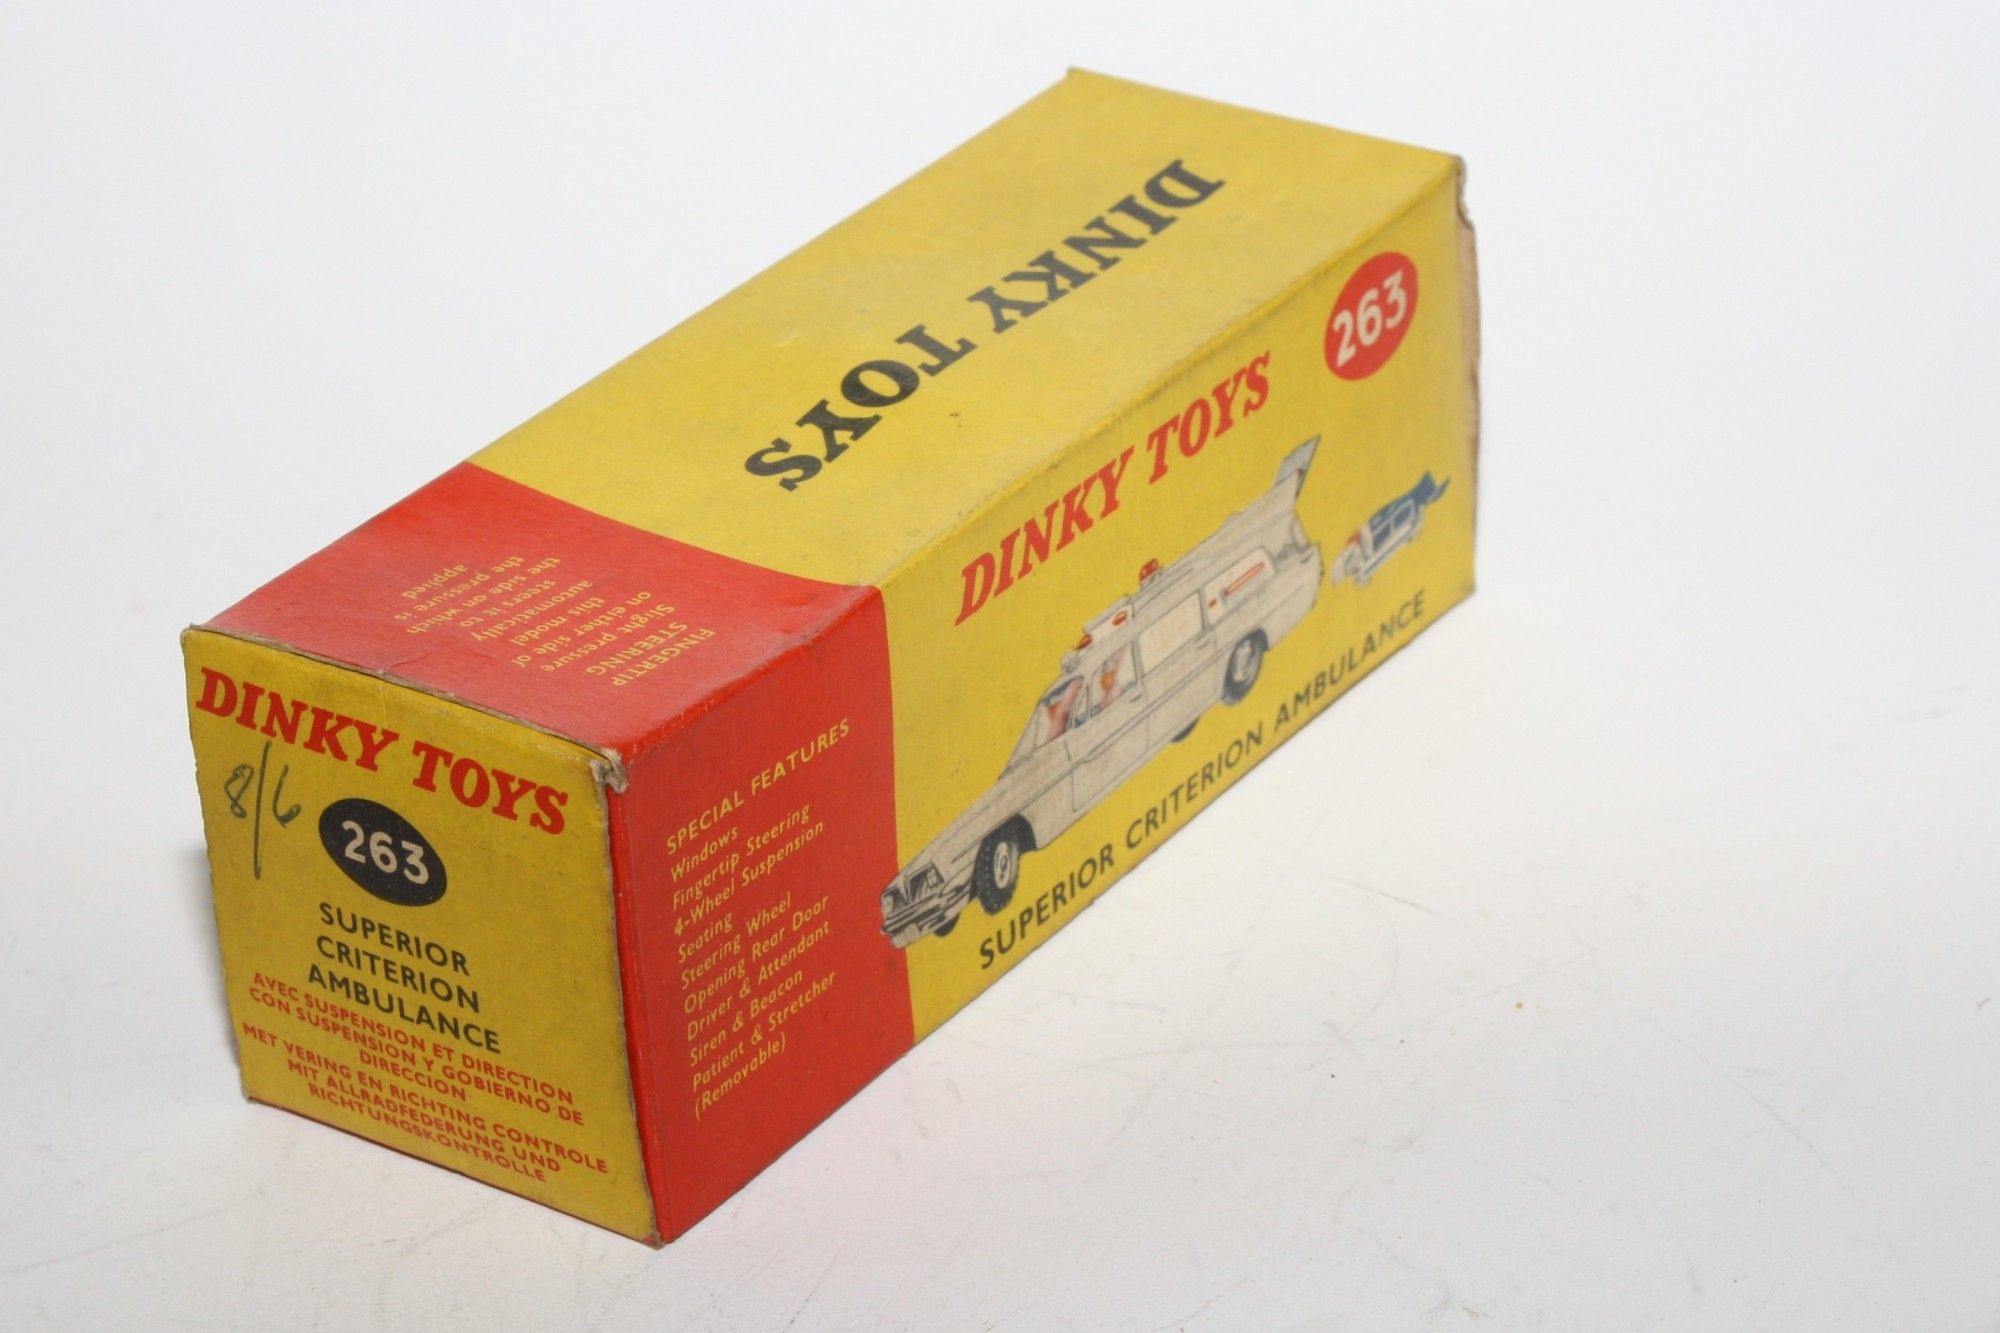 DINKY TOYS
FINGERTIP
STEERING
Slight pressure
on either side of
this model
automatically
steers it to
the side on which
the pressure is
applied
DINKY TOYS
263
SUPERIOR CRITERION AMBULANCE
SPECIAL FEATURES
Windows
Fingertip Steering
4-Wheel Suspension
Seating
Steering Wheel
Opening Rear Door
Driver & Attendant
Siren & Beacon
Patient & Stretcher
(Removable)
DINKY TOYS
8/6
263
SUPERIOR
CRITERION
AMBULANCE
AVEC SUSPENSION ET DIRECTION
CON SUSPENSION Y GOBIERNO DE
DIRECCION
MET VERING EN RICHTING CONTROLE
MIT ALLRADFEDERUNG UND
RICHTUNGSKONTROLLE